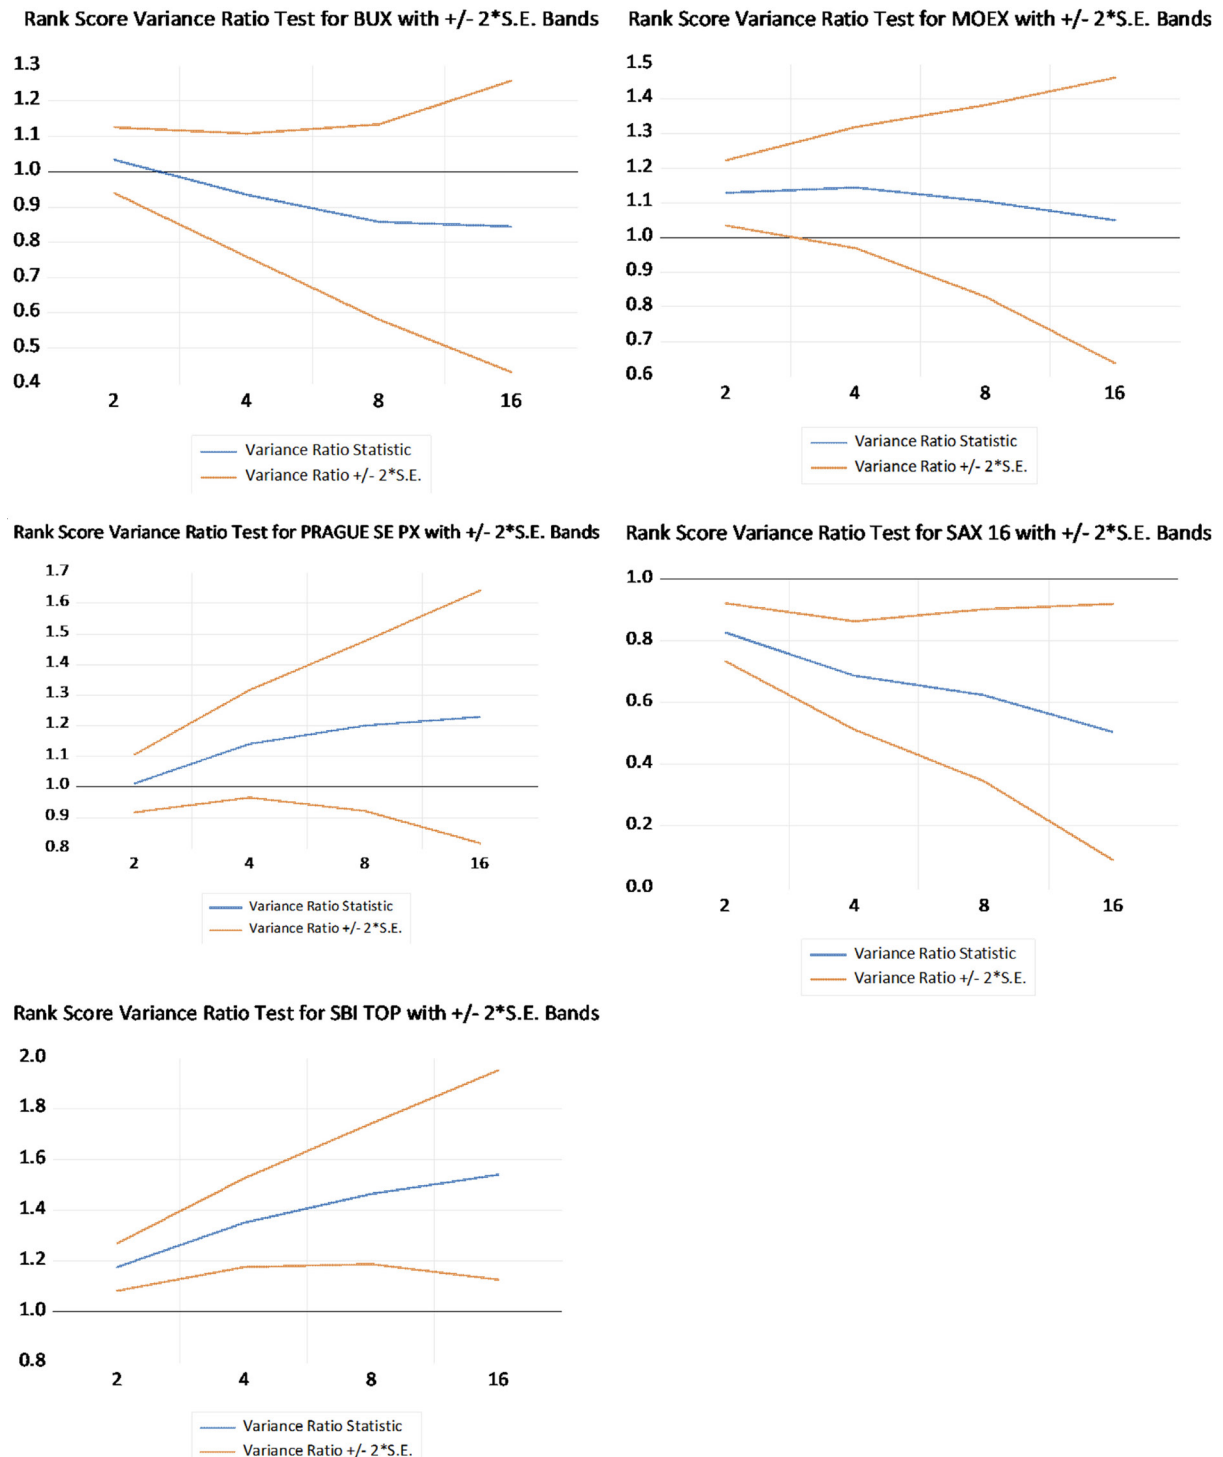 Rank Score Variance Ratio Test for BUX with +/- 2*S.E. Bands
1.3
1.2
1.1
1.0
0.9
0.8
0.7
0.6
0.5
0.4
2 4 8 16
Variance Ratio Statistic
Variance Ratio +/- 2*S.E.
Rank Score Variance Ratio Test for MOEX with +/- 2*S.E. Bands
1.5
1.4
1.3
1.2
1.1
1.0
0.9
0.8
0.7
0.6
2 4 8 16
Variance Ratio Statistic
Variance Ratio +/- 2*S.E.
Rank Score Variance Ratio Test for PRAGUE SE PX with +/- 2*S.E. Bands
1.7
1.6
1.5
1.4
1.3
1.2
1.1
1.0
0.9
0.8
2 4 8 16
Variance Ratio Statistic
Variance Ratio +/- 2*S.E.
Rank Score Variance Ratio Test for SAX 16 with +/- 2*S.E. Bands
1.0
0.8
0.6
0.4
0.2
0.0
2 4 8 16
Variance Ratio Statistic
Variance Ratio +/- 2*S.E.
Rank Score Variance Ratio Test for SBI TOP with +/- 2*S.E. Bands
2.0
1.8
1.6
1.4
1.2
1.0
0.8
2 4 8 16
Variance Ratio Statistic
Variance Ratio +/- 2*S.E.